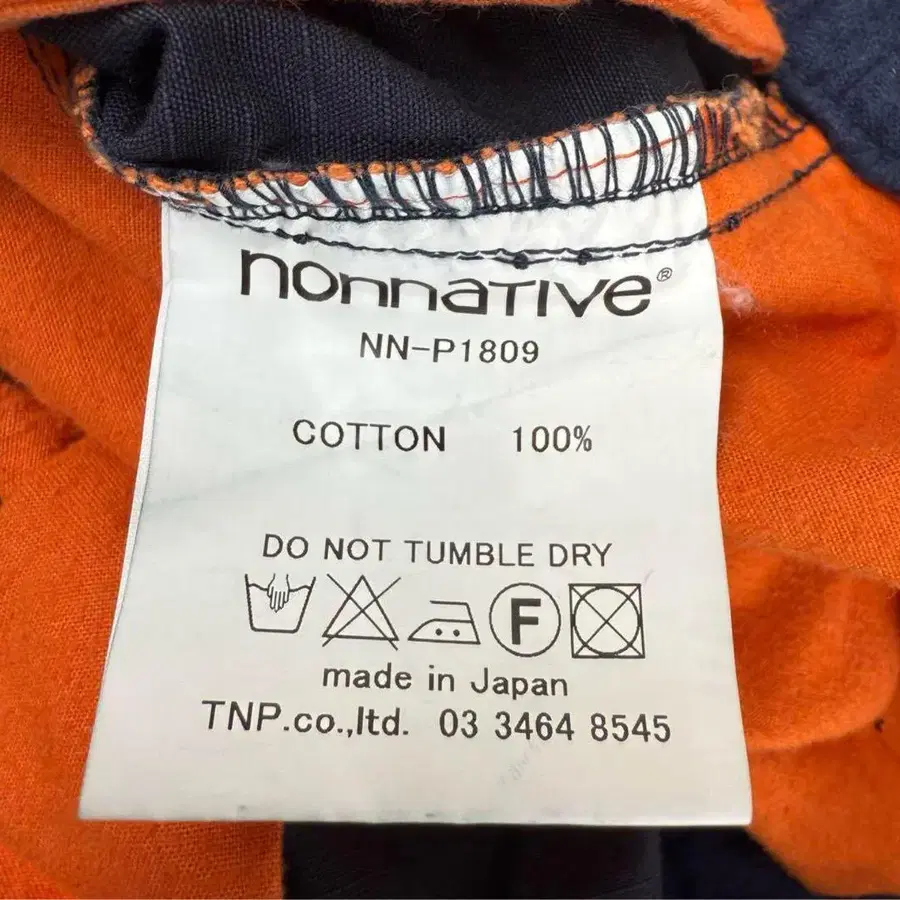 nonnative®
NN-P1809
COTTON 100%
DO NOT TUMBLE DRY
F
made in Japan
TNP.co.,ltd. 03 3464 8545